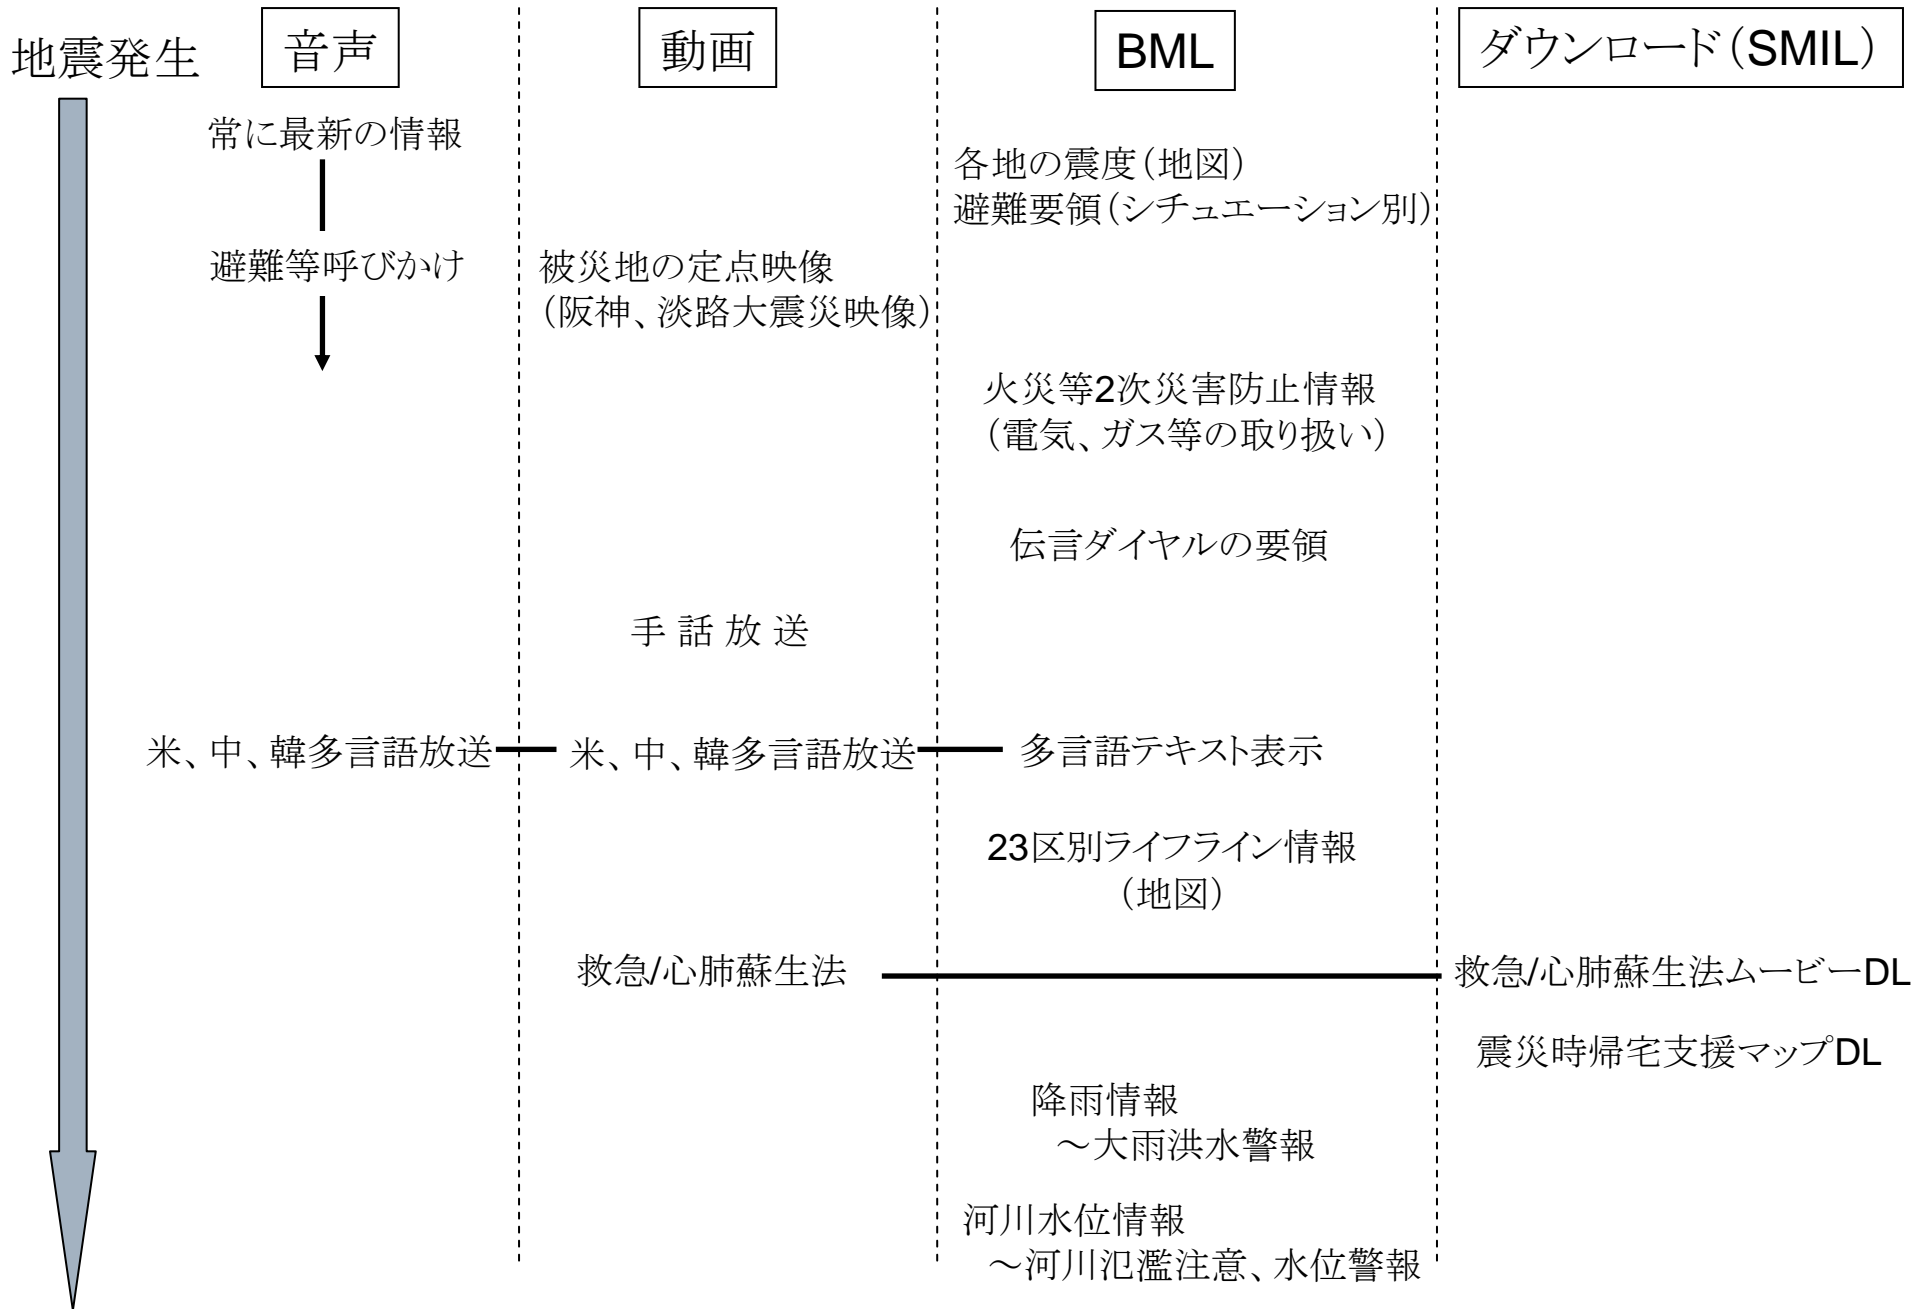 地震発生
音声
動画
BML
ダウンロード（SMIL）
常に最新の情報
各地の震度（地図）
避難要領（シチュエーション別）
避難等呼びかけ
被災地の定点映像
（阪神、淡路大震災映像）
火災等2次災害防止情報
（電気、ガス等の取り扱い）
伝言ダイヤルの要領
手 話 放 送
米、中、韓多言語放送
米、中、韓多言語放送
多言語テキスト表示
23区別ライフライン情報
（地図）
救急/心肺蘇生法
救急/心肺蘇生法ムービーDL
震災時帰宅支援マップDL
降雨情報
～大雨洪水警報
河川水位情報
～河川氾濫注意、水位警報